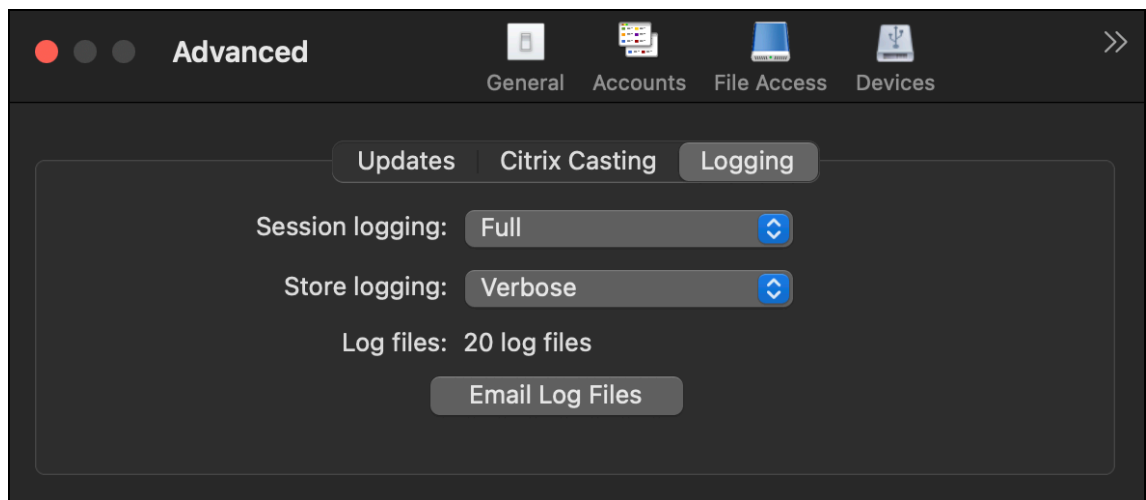 Advanced
General Accounts File Access Devices
Updates Citrix Casting Logging
Session logging: Full
Store logging: Verbose
Log files: 20 log files
Email Log Files